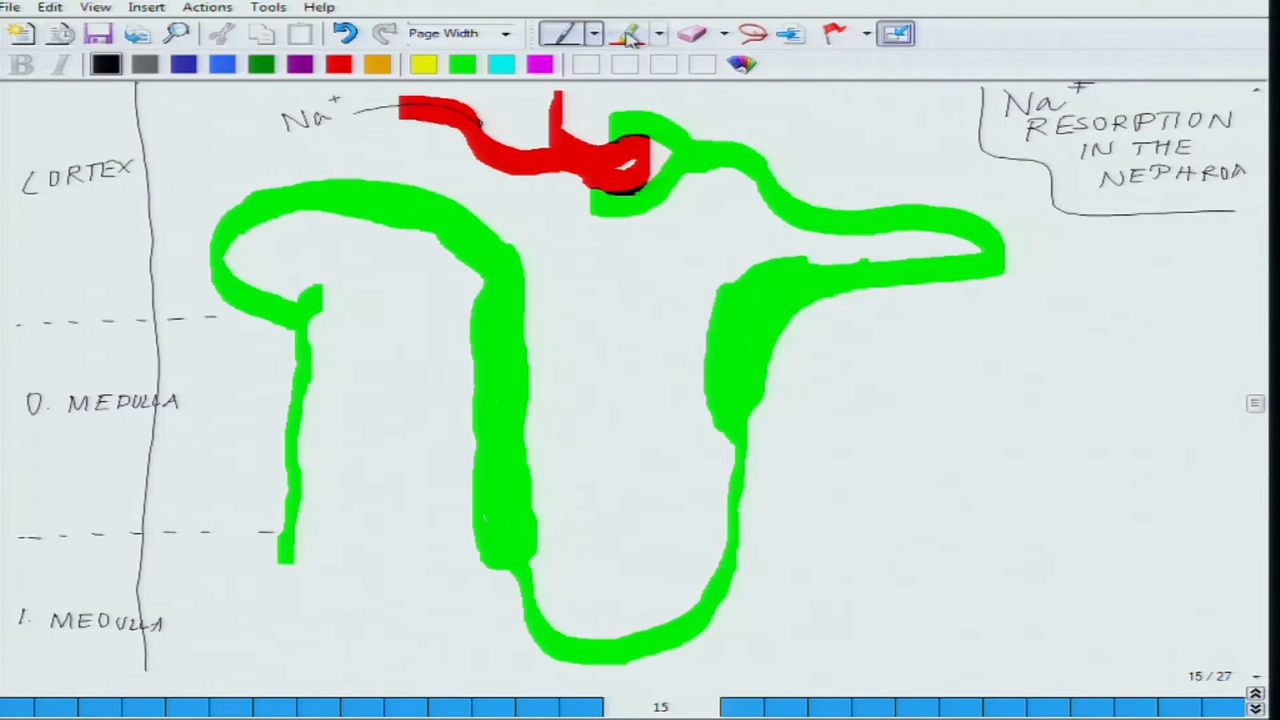 File Edit View Insert Actions Tools Help
Page Width
B I
Na+
Na+
RESORPTION
IN THE
NEPHRON
CORTEX
O. MEDULLA
I. MEDULLA
15 / 27
15